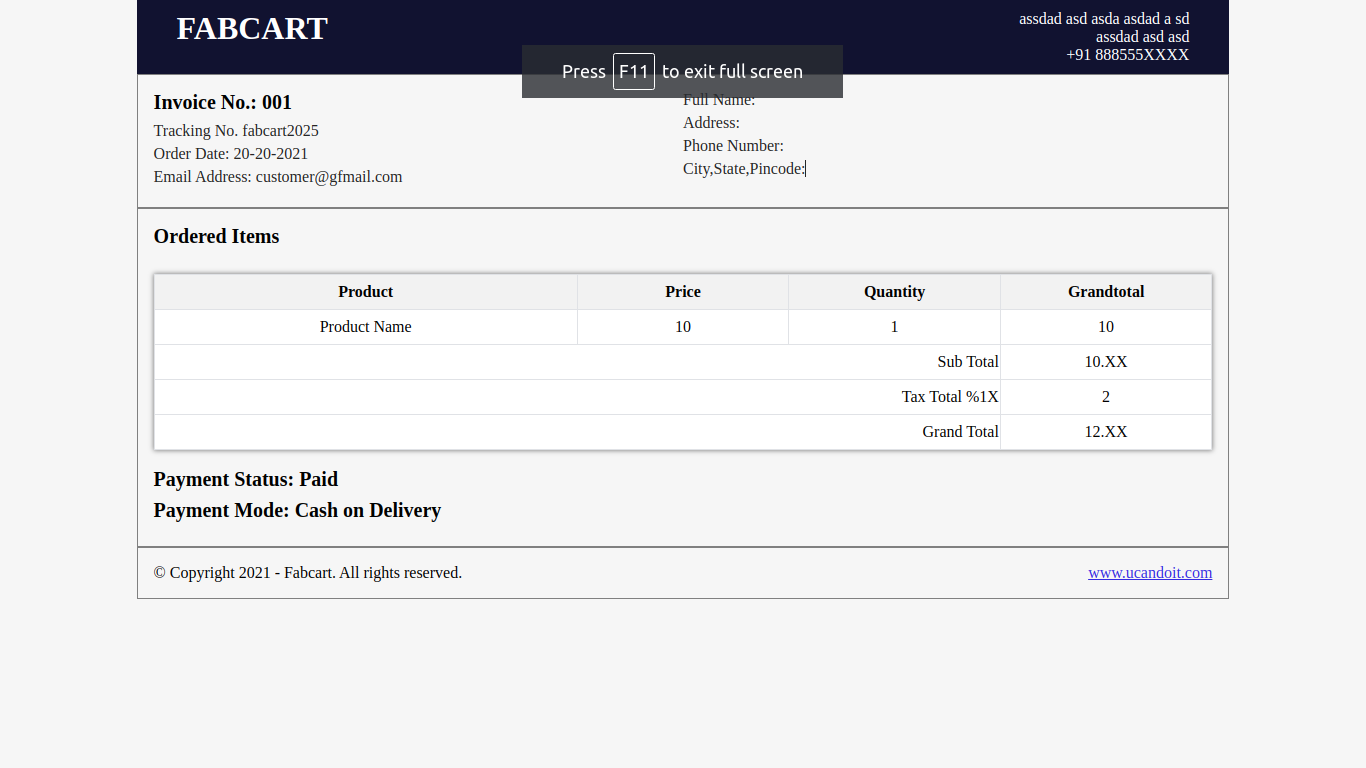 FABCART
assdad asd asda asdad a sd
assdad asd asd
+91 888555XXXX
Press F11 to exit full screen
Invoice No.: 001
Tracking No. fabcart2025
Order Date: 20-20-2021
Email Address: customer@gfmail.com
Full Name:
Address:
Phone Number:
City,State,Pincode:
Ordered Items
Product Price Quantity Grandtotal
Product Name 10 1 10
Sub Total 10.XX
Tax Total %1X 2
Grand Total 12.XX
Payment Status: Paid
Payment Mode: Cash on Delivery
© Copyright 2021 - Fabcart. All rights reserved. www.ucandoit.com